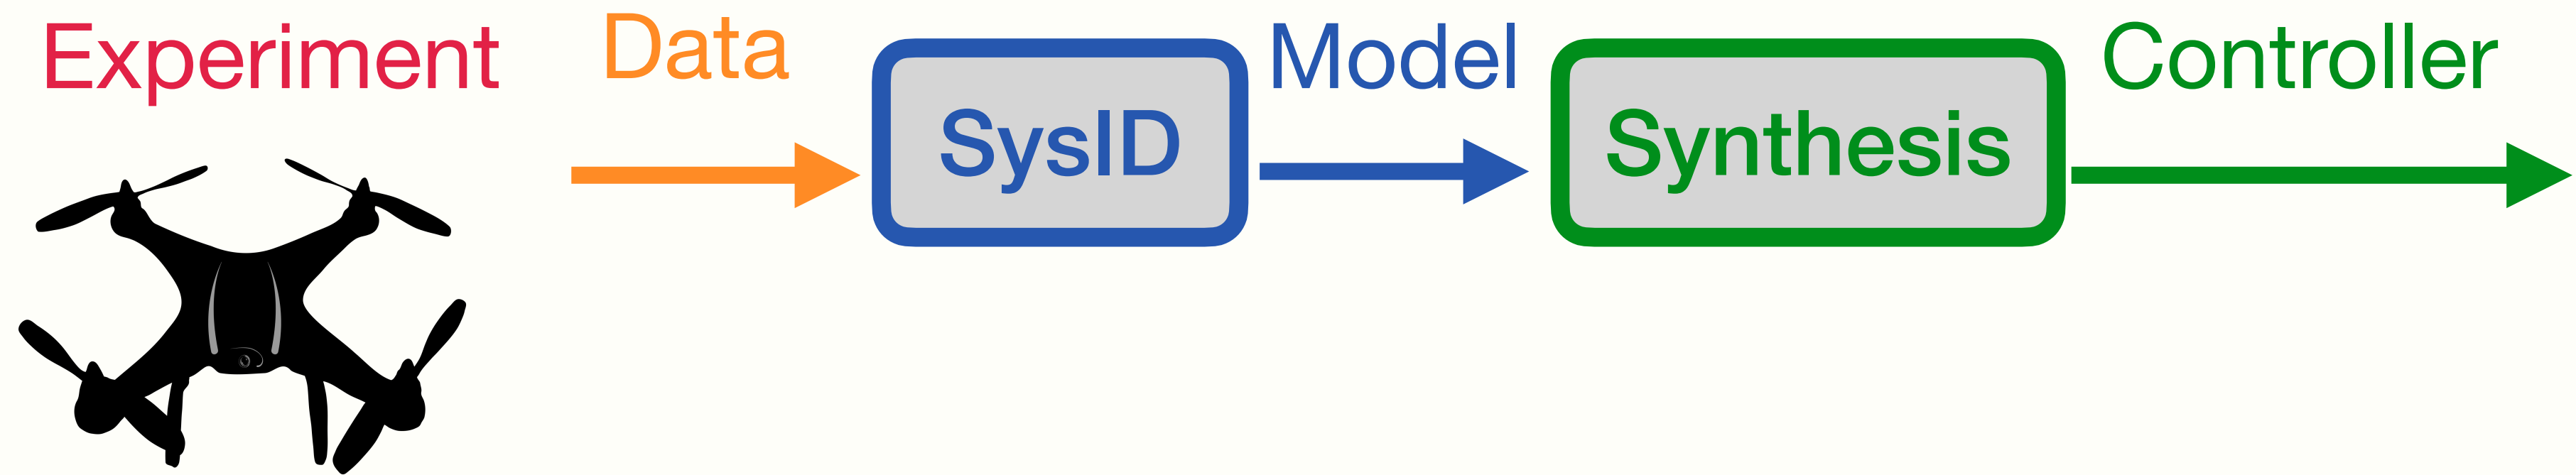 Experiment
Data
SysID
Model
Synthesis
Controller